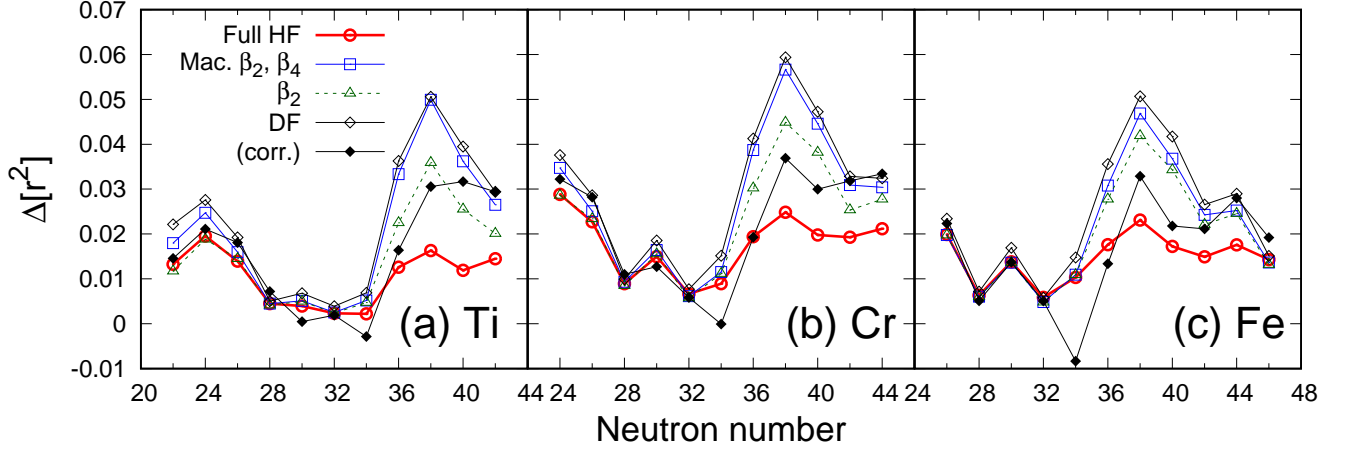 Full HF
Mac. β₂, β₄
β₂
DF
(corr.)
Δ[r²]
0.07
0.06
0.05
0.04
0.03
0.02
0.01
0
-0.01
(a) Ti
(b) Cr
(c) Fe
20 24 28 32 36 40 44 24 28 32 36 40 44 24 28 32 36 40 44 48
Neutron number